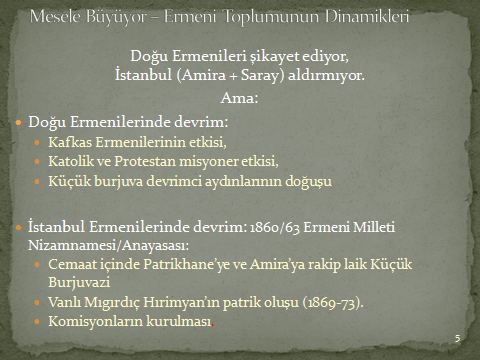 Mesele Büyüyor – Ermeni Toplumunun Dinamikleri
Doğu Ermenileri şikayet ediyor,
İstanbul (Amira + Saray) aldırmıyor.
Ama:
• Doğu Ermenilerinde devrim:
• Kafkas Ermenilerinin etkisi,
• Katolik ve Protestan misyoner etkisi,
• Küçük burjuva devrimci aydınlarının doğuşu
• İstanbul Ermenilerinde devrim: 1860/63 Ermeni Milleti
Nizamnamesi/Anayasası:
• Cemaat içinde Patrikhane’ye ve Amira’ya rakip laik Küçük
Burjuvazi
• Vanlı Mıgırdıç Hırimyan’ın patrik oluşu (1869-73).
• Komisyonların kurulması.
5